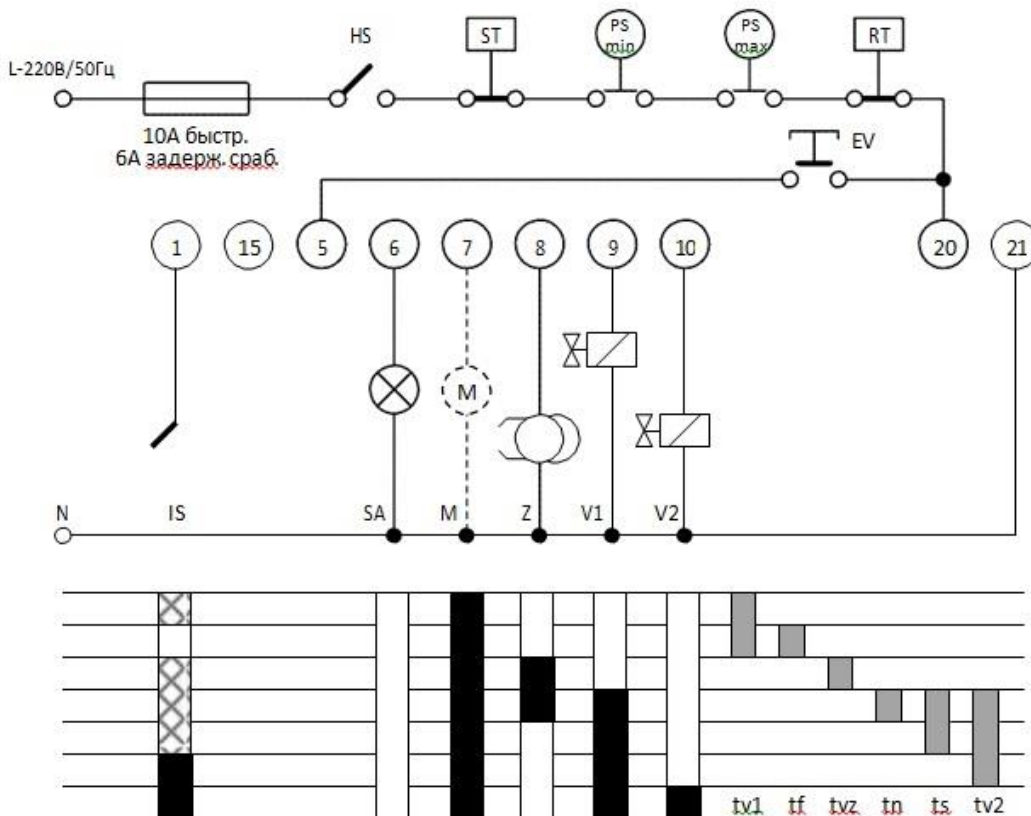 HS
ST
PS
min
PS
max
RT
L-220В/50Гц
10А быстр.
6А задерж. сраб.
EV
1
15
5
6
7
8
9
10
20
21
M
N
IS
SA
M
Z
V1
V2
tv1
tf
tvz
tn
ts
tv2